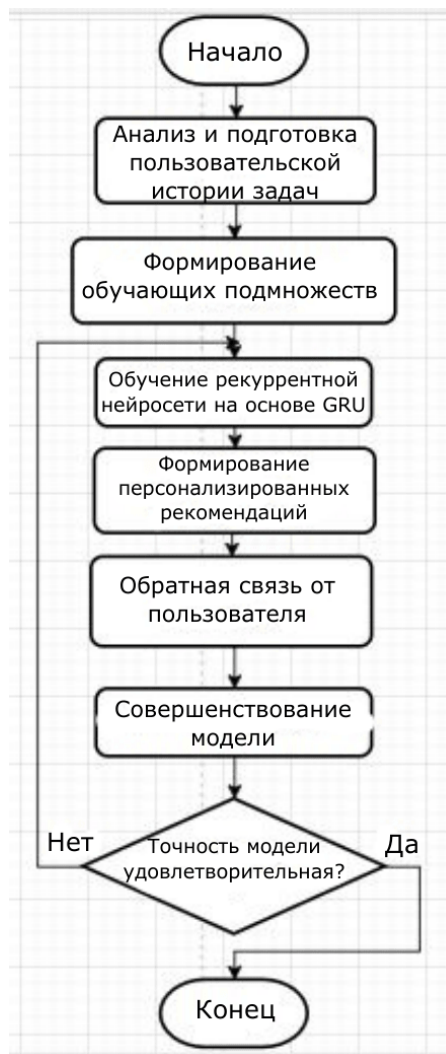 Начало
Анализ и подготовка
пользовательской
истории задач
Формирование
обучающих подмножеств
Обучение рекуррентной
нейросети на основе GRU
Формирование
персонализированных
рекомендаций
Обратная связь от
пользователя
Совершенствование
модели
Нет
Точность модели
удовлетворительная?
Да
Конец